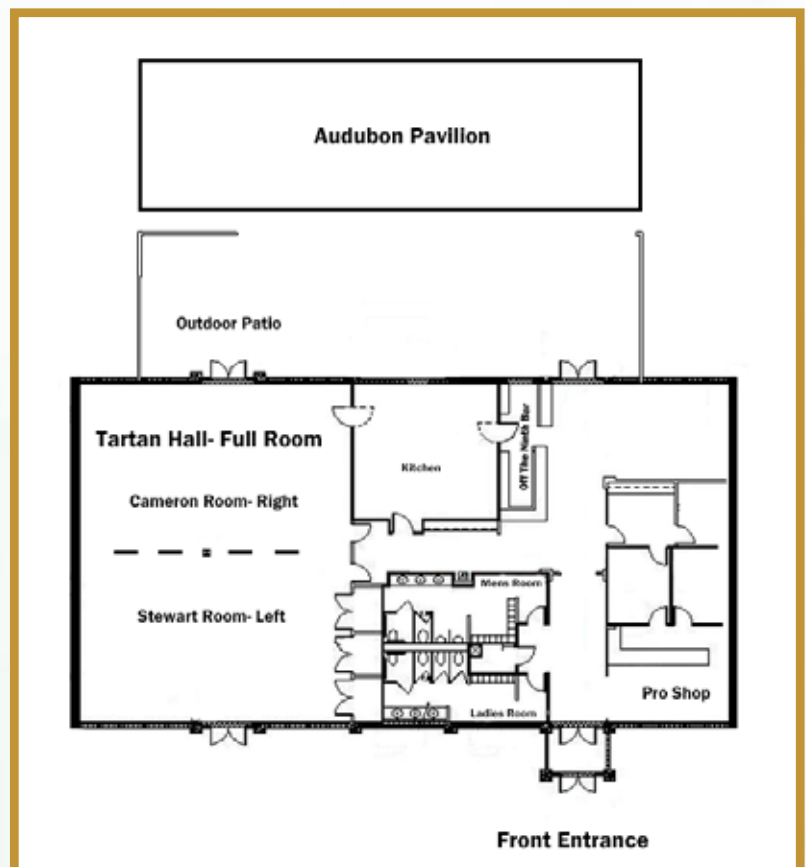 Audubon Pavilion
Outdoor Patio
Tartan Hall- Full Room
Cameron Room- Right
Kitchen
Off The Ninth Bar
Stewart Room- Left
Mens Room
Ladies Room
Pro Shop
Front Entrance